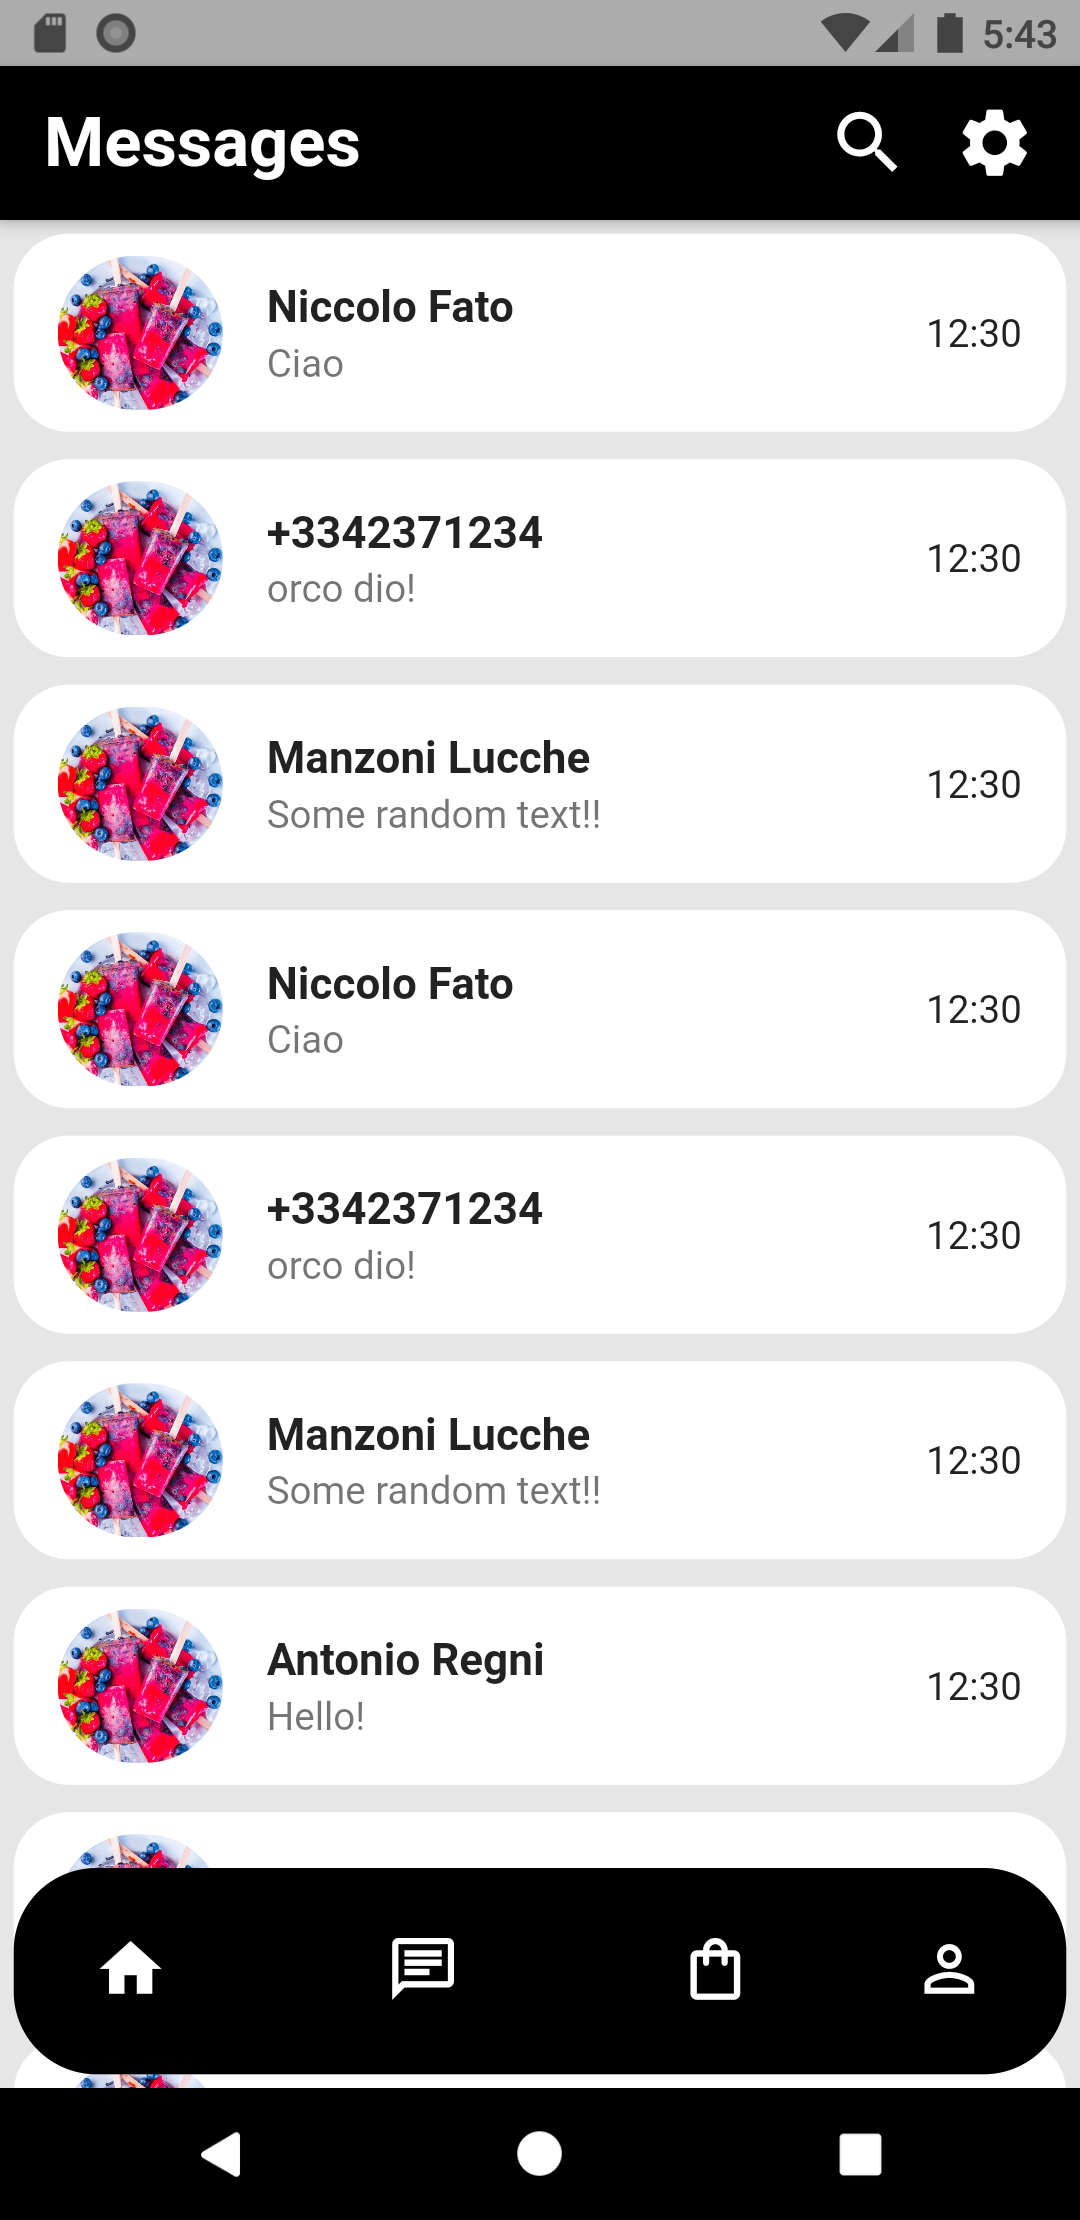 5:43
Messages
Niccolo Fato
Ciao
12:30
+3342371234
orco dio!
12:30
Manzoni Lucche
Some random text!!
12:30
Niccolo Fato
Ciao
12:30
+3342371234
orco dio!
12:30
Manzoni Lucche
Some random text!!
12:30
Antonio Regni
Hello!
12:30